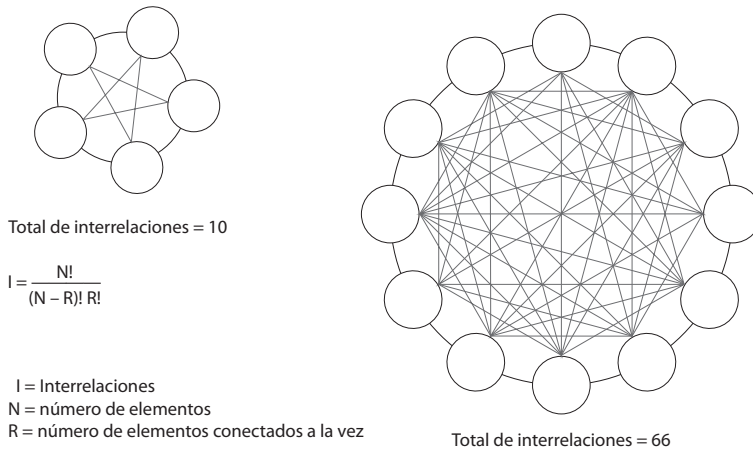 Total de interrelaciones = 10
I = N!
(N – R)! R!
I = Interrelaciones
N = número de elementos
R = número de elementos conectados a la vez
Total de interrelaciones = 66